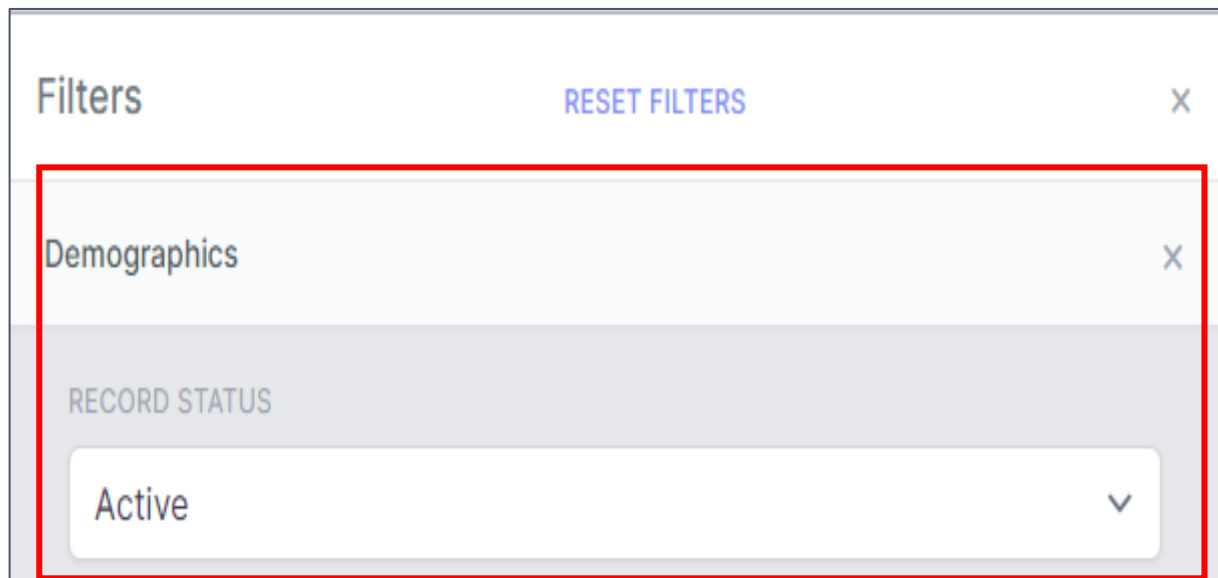 Filters
RESET FILTERS
Demographics
RECORD STATUS
Active